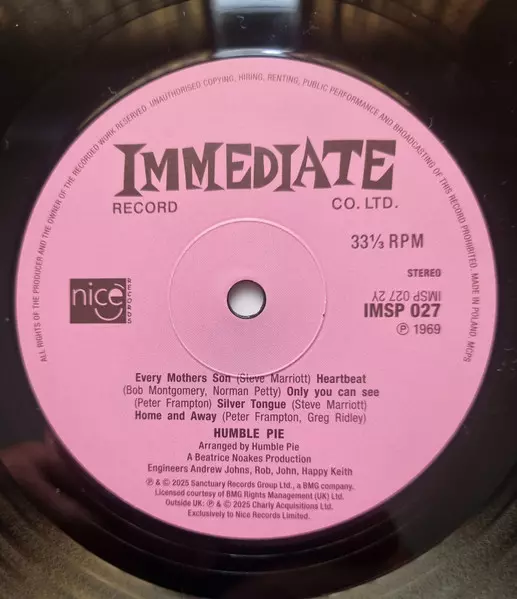 ALL RIGHTS OF THE PRODUCER AND THE OWNER OF THE RECORDED WORK RESERVED. UNAUTHORISED COPYING, HIRING, RENTING, PUBLIC PERFORMANCE AND BROADCASTING OF THIS RECORD PROHIBITED. MADE IN POLAND. MCPS
IMMEDIATE
RECORD CO. LTD.
33⅓ RPM
STEREO
nice
RECORDS
IMSP 027 2Y
IMSP 027
Ⓟ 1969
Every Mothers Son (Steve Marriott) Heartbeat
(Bob Montgomery, Norman Petty) Only you can see
(Peter Frampton) Silver Tongue (Steve Marriott)
Home and Away (Peter Frampton, Greg Ridley)
HUMBLE PIE
Arranged by Humble Pie
A Beatrice Noakes Production
Engineers Andrew Johns, Rob, John, Happy Keith
Ⓟ & © 2025 Sanctuary Records Group Ltd., a BMG company.
Licensed courtesy of BMG Rights Management (UK) Ltd.
Outside UK: Ⓟ & © 2025 Charly Acquisitions Ltd.
Exclusively to Nice Records Limited.